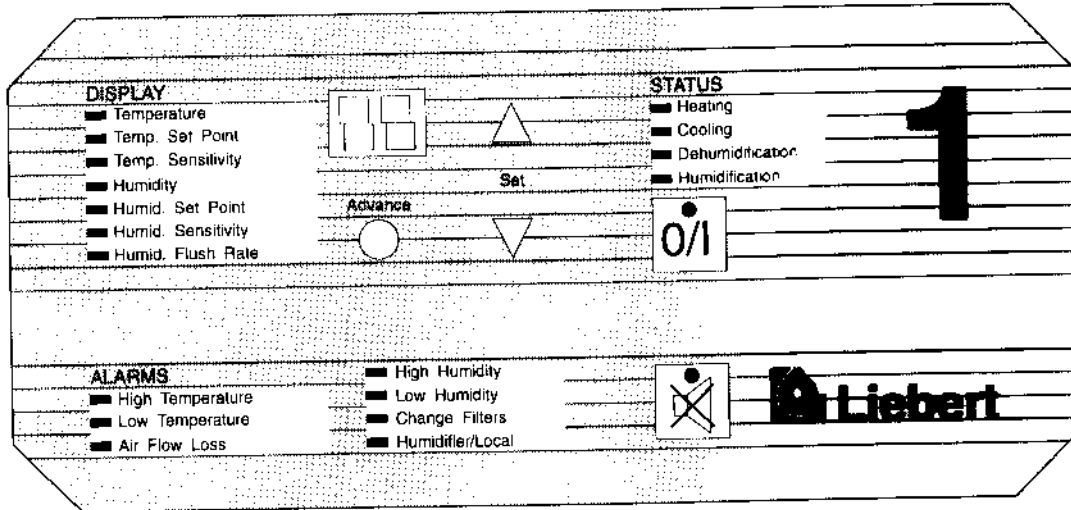 DISPLAY
Temperature
Temp. Set Point
Temp. Sensitivity
Humidity
Humid. Set Point
Humid. Sensitivity
Humid. Flush Rate
Set
Advance
STATUS
Heating
Cooling
Dehumidification
Humidification
0/I
1
ALARMS
High Temperature
Low Temperature
Air Flow Loss
High Humidity
Low Humidity
Change Filters
Humidifier/Local
Liebert